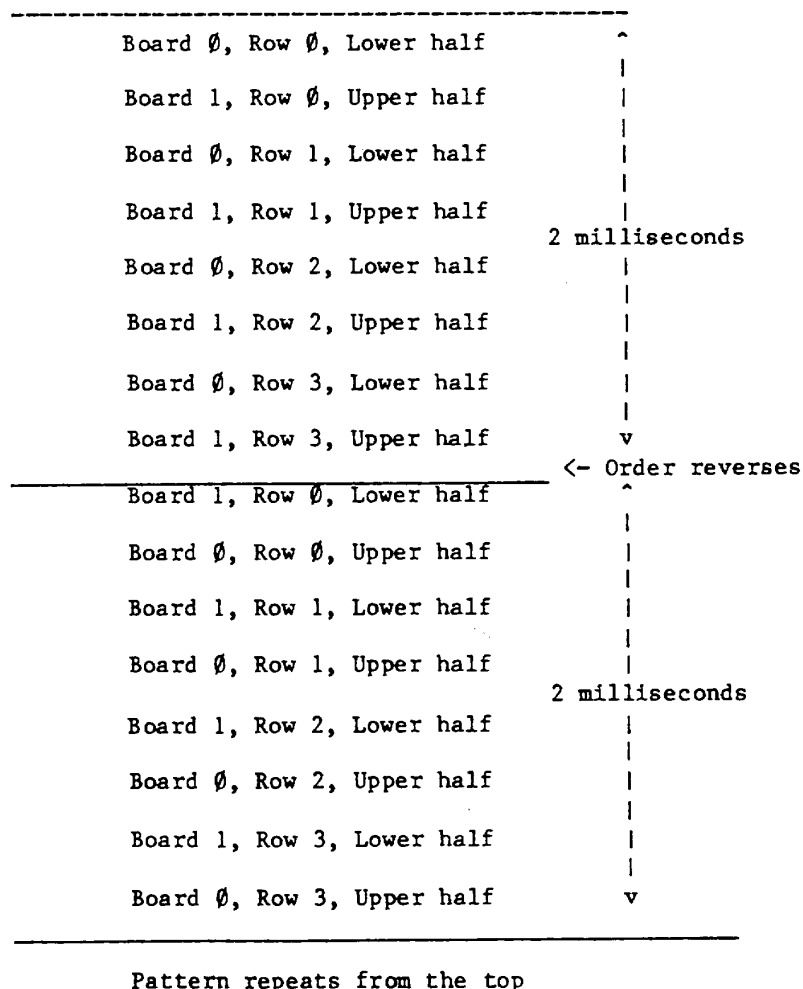 Board Ø, Row Ø, Lower half
Board 1, Row Ø, Upper half
Board Ø, Row 1, Lower half
Board 1, Row 1, Upper half
2 milliseconds
Board Ø, Row 2, Lower half
Board 1, Row 2, Upper half
Board Ø, Row 3, Lower half
Board 1, Row 3, Upper half
<- Order reverses
Board 1, Row Ø, Lower half
Board Ø, Row Ø, Upper half
Board 1, Row 1, Lower half
Board Ø, Row 1, Upper half
2 milliseconds
Board 1, Row 2, Lower half
Board Ø, Row 2, Upper half
Board 1, Row 3, Lower half
Board Ø, Row 3, Upper half
Pattern repeats from the top